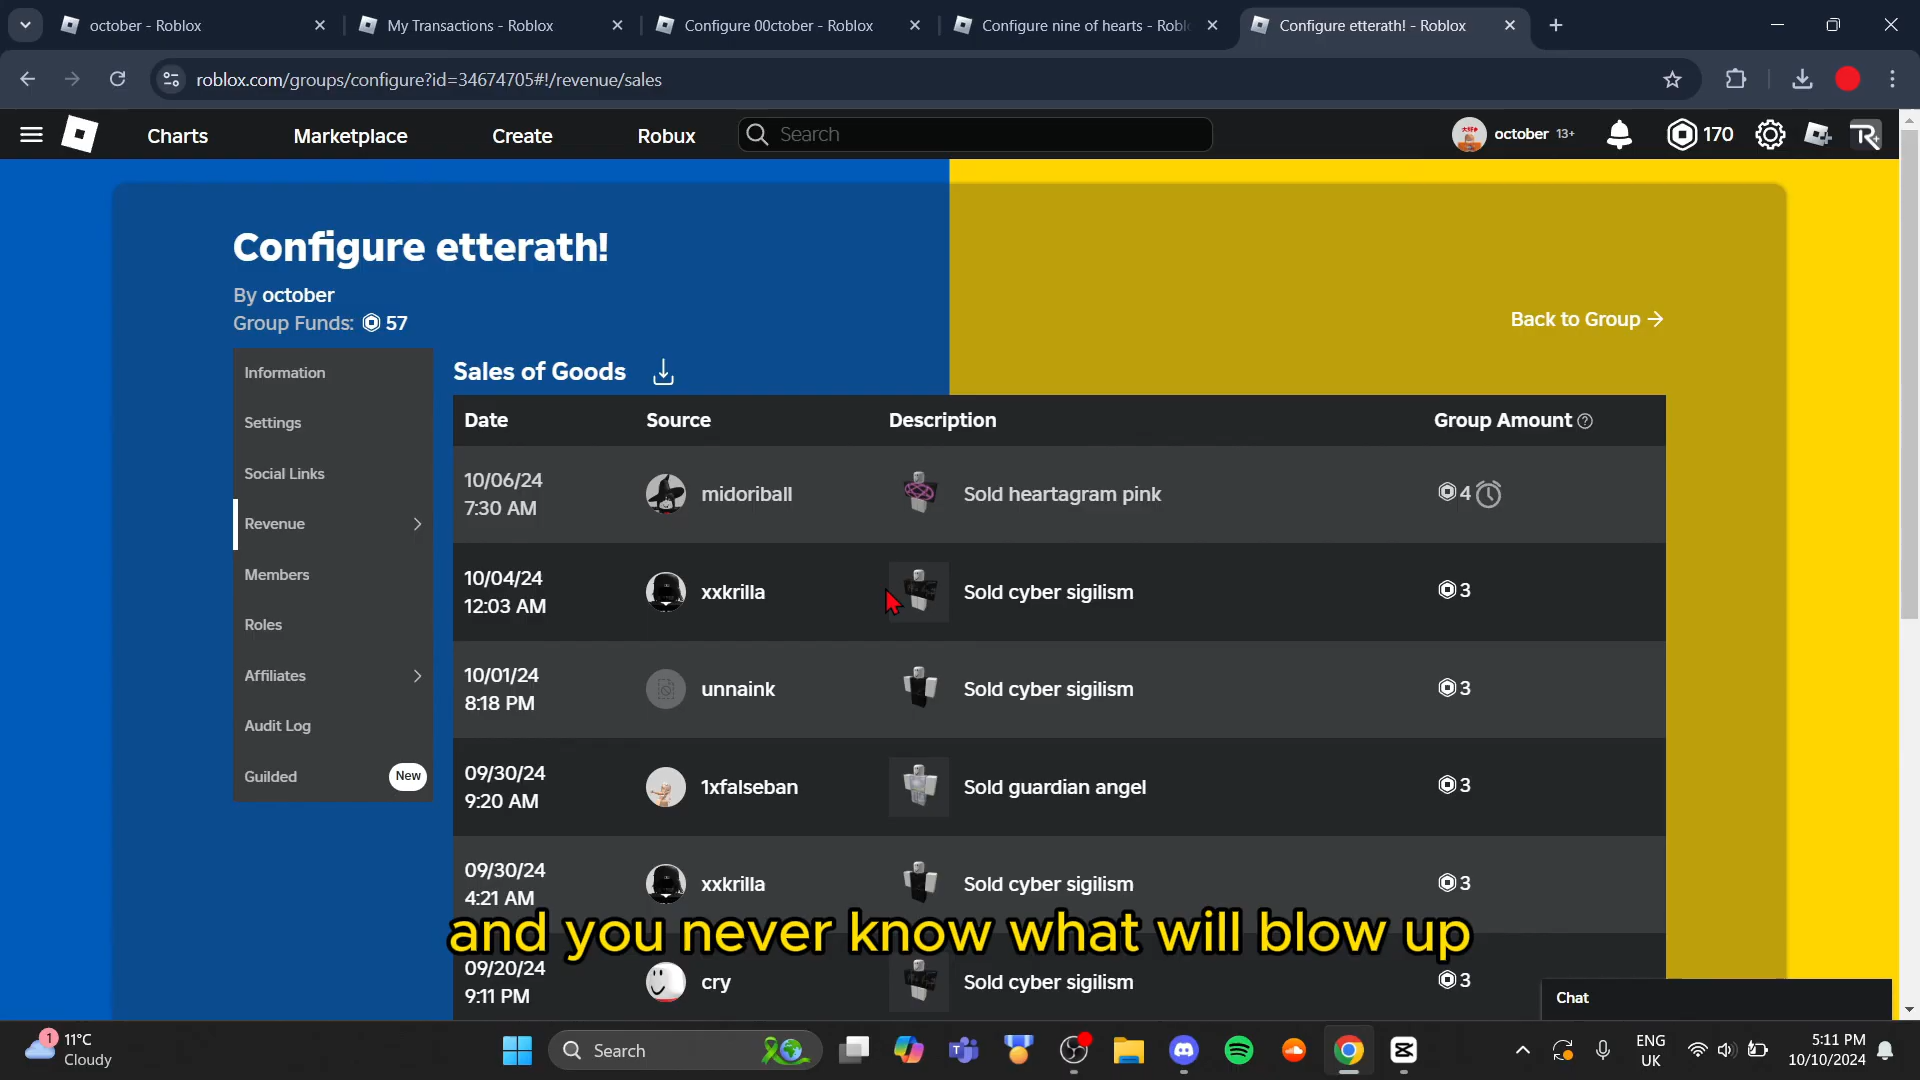 october - Roblox
My Transactions - Roblox
Configure 00ctober - Roblox
Configure nine of hearts - Roblo
Configure etterath! - Roblox
roblox.com/groups/configure?id=34674705#!/revenue/sales
Charts
Marketplace
Create
Robux
Search
october 13+
170
Configure etterath!
By october
Group Funds: 57
Back to Group
Information
Settings
Social Links
Revenue
Members
Roles
Affiliates
Audit Log
Guilded New
Sales of Goods
Date Source Description Group Amount ?
10/06/24
7:30 AM
midoriball Sold heartagram pink 4
10/04/24
12:03 AM
xxkrilla Sold cyber sigilism 3
10/01/24
8:18 PM
unnaink Sold cyber sigilism 3
09/30/24
9:20 AM
1xfalseban Sold guardian angel 3
09/30/24
4:21 AM
xxkrilla Sold cyber sigilism 3
and you never know what will blow up
09/20/24
9:11 PM
cry Sold cyber sigilism 3
Chat
1
11°C
Cloudy
Search
ENG
UK
5:11 PM
10/10/2024